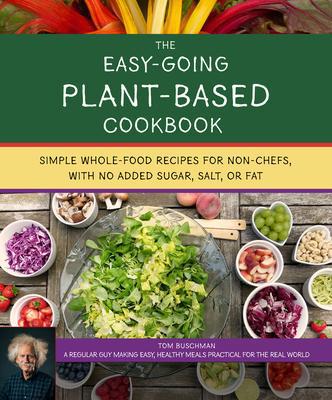 THE
EASY-GOING
PLANT-BASED
COOKBOOK
SIMPLE WHOLE-FOOD RECIPES FOR NON-CHEFS,
WITH NO ADDED SUGAR, SALT, OR FAT
TOM BUSCHMAN
A REGULAR GUY MAKING EASY, HEALTHY MEALS PRACTICAL FOR THE REAL WORLD